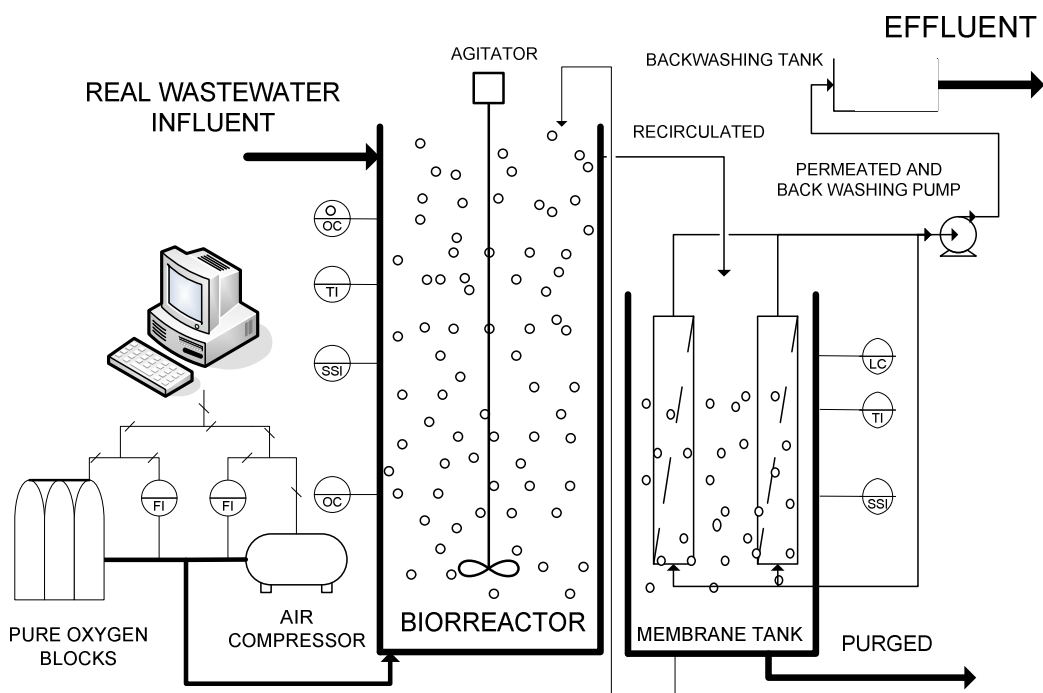 EFFLUENT
AGITATOR
BACKWASHING TANK
REAL WASTEWATER
INFLUENT
RECIRCULATED
PERMEATED AND
BACK WASHING PUMP
OC
TI
SSI
OC
LC
TI
SSI
FI
FI
PURE OXYGEN
BLOCKS
AIR
COMPRESSOR
BIORREACTOR
MEMBRANE TANK
PURGED